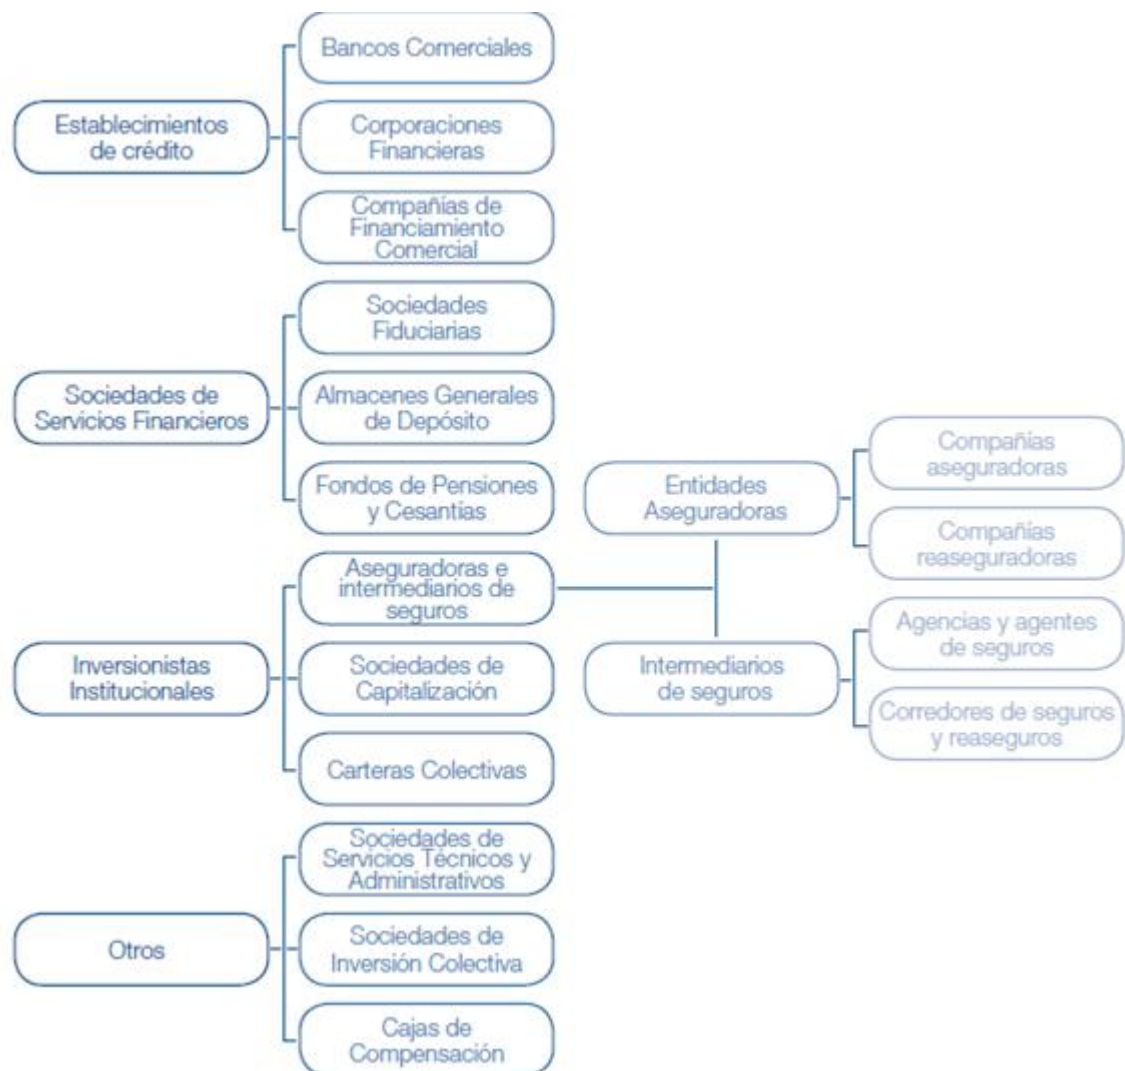 Bancos Comerciales
Establecimientos
de crédito
Corporaciones
Financieras
Compañías de
Financiamiento
Comercial
Sociedades
Fiduciarias
Sociedades de
Servicios Financieros
Almacenes Generales
de Depósito
Fondos de Pensiones
y Cesantías
Inversionistas
Institucionales
Aseguradoras e
intermediarios de
seguros
Entidades
Aseguradoras
Compañías
aseguradoras
Compañías
reaseguradoras
Intermediarios
de seguros
Agencias y agentes
de seguros
Corredores de seguros
y reaseguros
Sociedades de
Capitalización
Carteras Colectivas
Otros
Sociedades de
Servicios Técnicos y
Administrativos
Sociedades de
Inversión Colectiva
Cajas de
Compensación